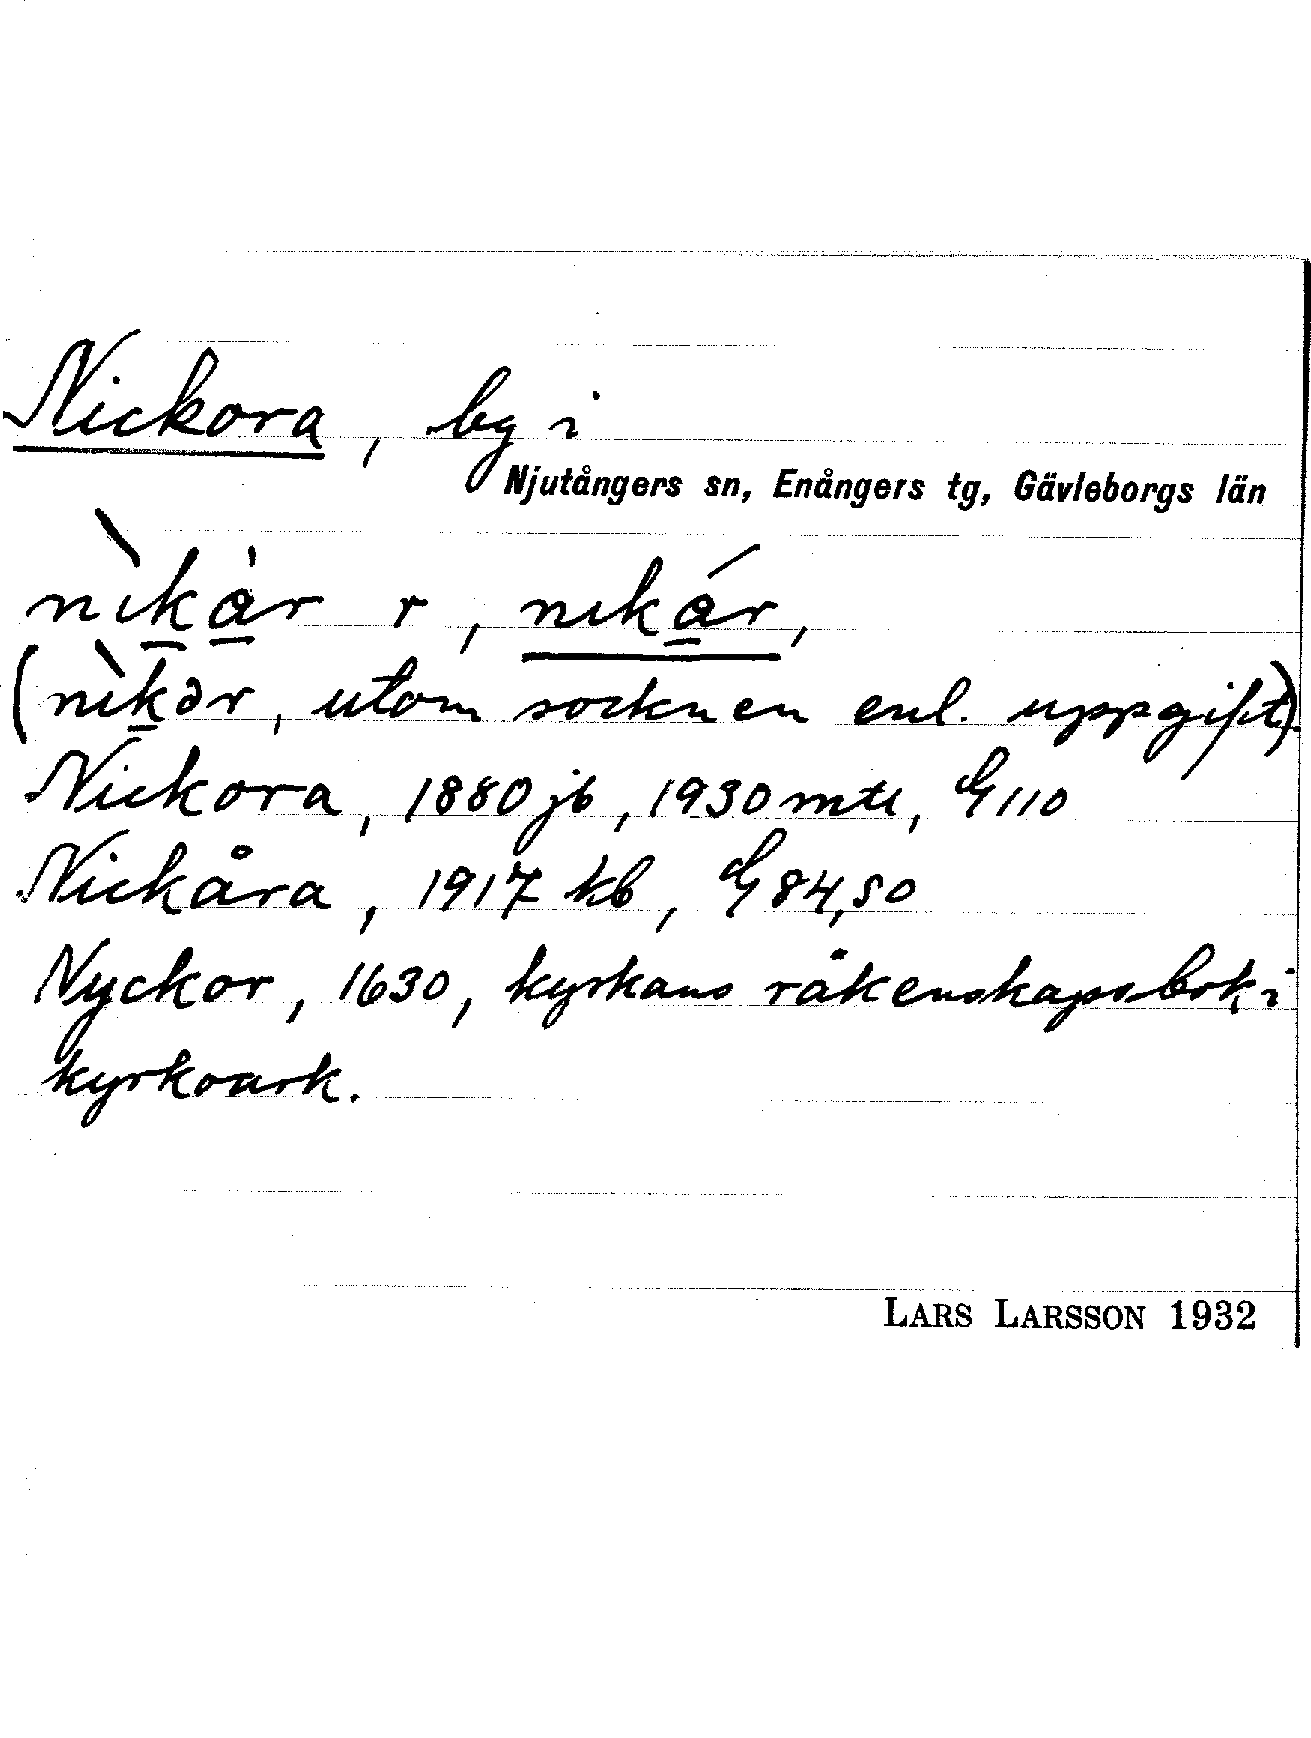 Nickora, by i
Njutångers sn, Enångers tg, Gävleborgs län
nìkàr r, nikár,
(nìkər, utom socknen enl. uppgift).
Nickora, 1880 jb, 1930 mtl, G 110
Nickåra, 1917 kb, G 84,50
Nyckor, 1630, kyrkans räkenskapsbok i
kyrkoark.
LARS LARSSON 1932